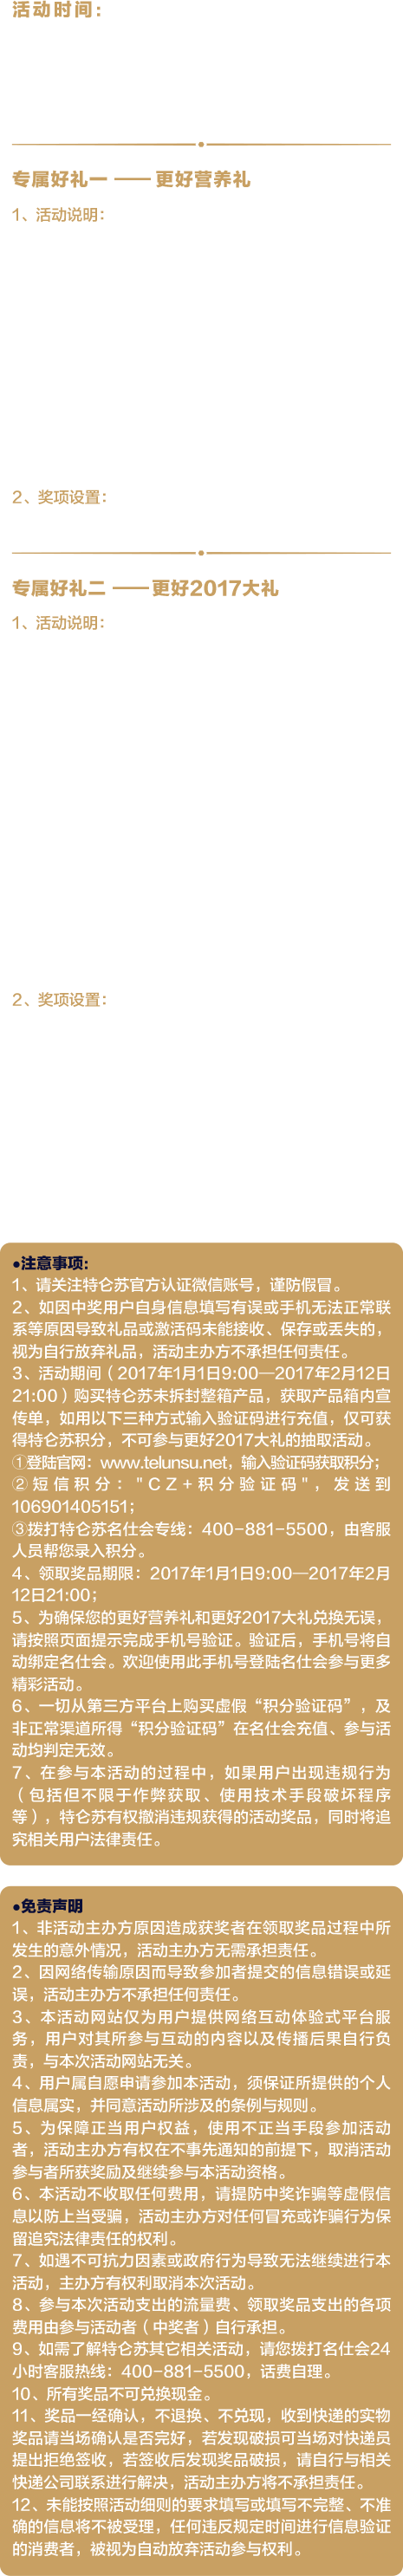 活动时间：
专属好礼一 —— 更好营养礼
1、活动说明：
2、奖项设置：
专属好礼二 —— 更好2017大礼
1、活动说明：
2、奖项设置：
●注意事项：
1、请关注特仑苏官方认证微信账号，谨防假冒。
2、如因中奖用户自身信息填写有误或手机无法正常联
系等原因导致礼品或激活码未能接收、保存或丢失的，
视为自行放弃礼品，活动主办方不承担任何责任。
3、活动期间（2017年1月1日9:00—2017年2月12日
21:00）购买特仑苏未拆封整箱产品，获取产品箱内宣
传单，如用以下三种方式输入验证码进行充值，仅可获
得特仑苏积分，不可参与更好2017大礼的抽取活动。
①登陆官网：www.telunsu.net，输入验证码获取积分；
②短信积分："CZ+积分验证码"，发送到
106901405151；
③拨打特仑苏名仕会专线：400-881-5500，由客服
人员帮您录入积分。
4、领取奖品期限：2017年1月1日9:00—2017年2月
12日21:00；
5、为确保您的更好营养礼和更好2017大礼兑换无误，
请按照页面提示完成手机号验证。验证后，手机号将自
动绑定名仕会。欢迎使用此手机号登陆名仕会参与更多
精彩活动。
6、一切从第三方平台上购买虚假“积分验证码”，及
非正常渠道所得“积分验证码”在名仕会充值、参与活
动均判定无效。
7、在参与本活动的过程中，如果用户出现违规行为
（包括但不限于作弊获取、使用技术手段破坏程序
等），特仑苏有权撤消违规获得的活动奖品，同时将追
究相关用户法律责任。
●免责声明
1、非活动主办方原因造成获奖者在领取奖品过程中所
发生的意外情况，活动主办方无需承担责任。
2、因网络传输原因而导致参加者提交的信息错误或延
误，活动主办方不承担任何责任。
3、本活动网站仅为用户提供网络互动体验式平台服
务，用户对其所参与互动的内容以及传播后果自行负
责，与本次活动网站无关。
4、用户属自愿申请参加本活动，须保证所提供的个人
信息属实，并同意活动所涉及的条例与规则。
5、为保障正当用户权益，使用不正当手段参加活动
者，活动主办方有权在不事先通知的前提下，取消活动
参与者所获奖励及继续参与本活动资格。
6、本活动不收取任何费用，请提防中奖诈骗等虚假信
息以防上当受骗，活动主办方对任何冒充或诈骗行为保
留追究法律责任的权利。
7、如遇不可抗力因素或政府行为导致无法继续进行本
活动，主办方有权利取消本次活动。
8、参与本次活动支出的流量费、领取奖品支出的各项
费用由参与活动者（中奖者）自行承担。
9、如需了解特仑苏其它相关活动，请您拨打名仕会24
小时客服热线：400-881-5500，话费自理。
10、所有奖品不可兑换现金。
11、奖品一经确认，不退换、不兑现，收到快递的实物
奖品请当场确认是否完好，若发现破损可当场对快递员
提出拒绝签收，若签收后发现奖品破损，请自行与相关
快递公司联系进行解决，活动主办方将不承担责任。
12、未能按照活动细则的要求填写或填写不完整、不准
确的信息将不被受理，任何违反规定时间进行信息验证
的消费者，被视为自动放弃活动参与权利。